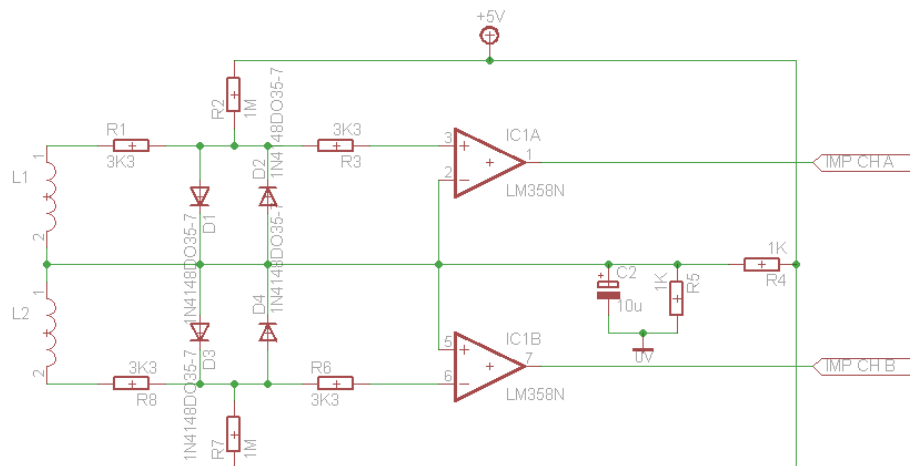 +5V
R2
1M
1N4148DO35-7
D2
R1
3K3
3K3
R3
IC1A
3
2
1
LM358N
IMP CH A
L1
1
2
D1
1N4148DO35-7
1N4148DO35-7
D4
C2
10u
1K
R5
1K
R4
0V
L2
1
2
D3
3K3
R8
R6
3K3
IC1B
5
6
7
LM358N
IMP CH B
R7
1M